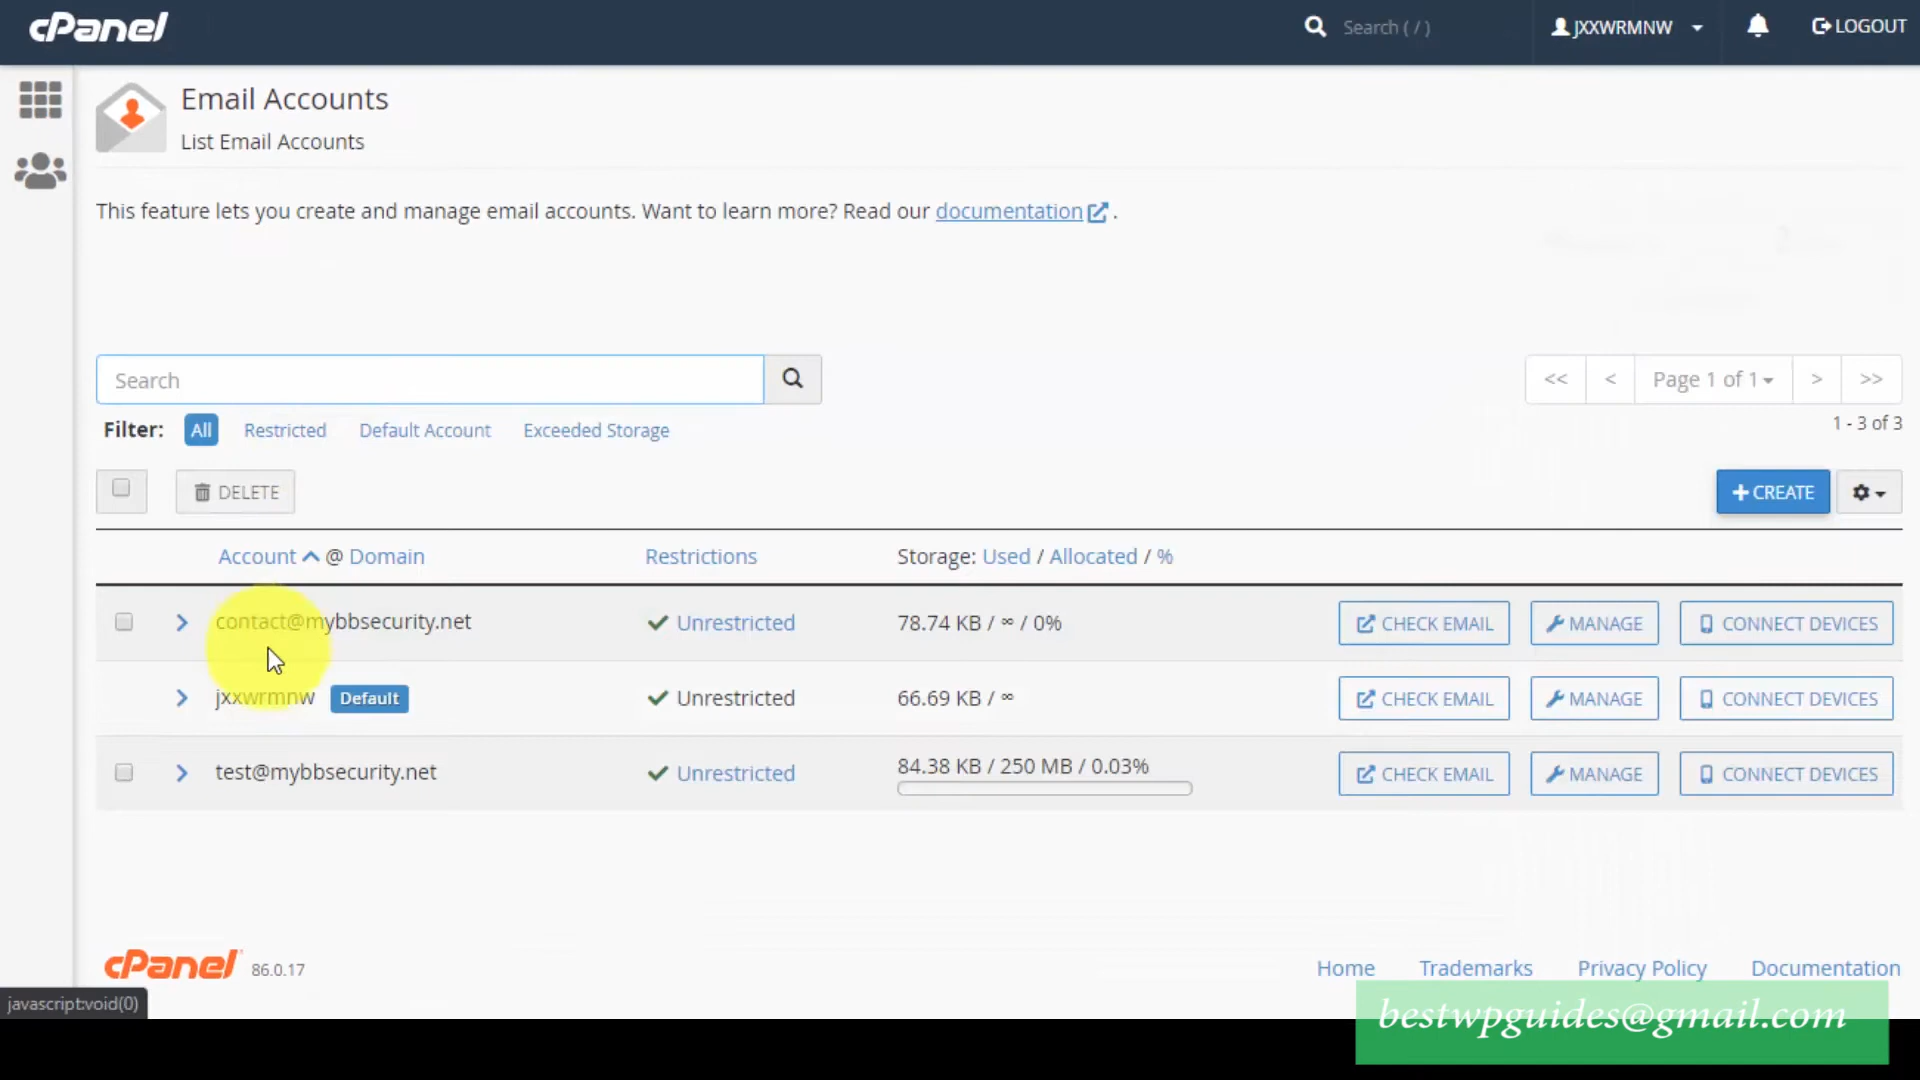 cPanel
Search ( / )
JXXWRMNW
LOGOUT
Email Accounts
List Email Accounts
This feature lets you create and manage email accounts. Want to learn more? Read our documentation .
Search
<< < Page 1 of 1 > >>
Filter: All Restricted Default Account Exceeded Storage
1 - 3 of 3
DELETE
CREATE
Account @ Domain Restrictions Storage: Used / Allocated / %
contact@mybbsecurity.net Unrestricted 78.74 KB / ∞ / 0% CHECK EMAIL MANAGE CONNECT DEVICES
jxxwrmnw Default Unrestricted 66.69 KB / ∞ CHECK EMAIL MANAGE CONNECT DEVICES
test@mybbsecurity.net Unrestricted 84.38 KB / 250 MB / 0.03% CHECK EMAIL MANAGE CONNECT DEVICES
cPanel 86.0.17
Home Trademarks Privacy Policy Documentation
javascript:void(0)
bestwpguides@gmail.com